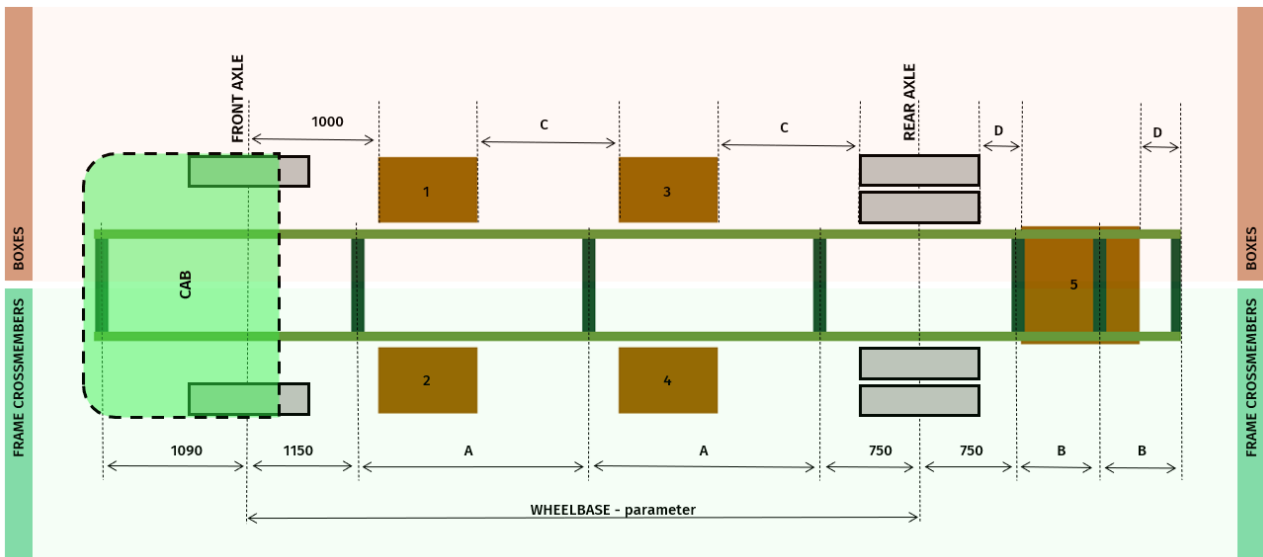 FRONT AXLE
REAR AXLE
1000
C
C
D
D
BOXES
BOXES
1
3
CAB
5
2
4
FRAME CROSSMEMBERS
FRAME CROSSMEMBERS
1090
1150
A
A
750
750
B
B
WHEELBASE - parameter